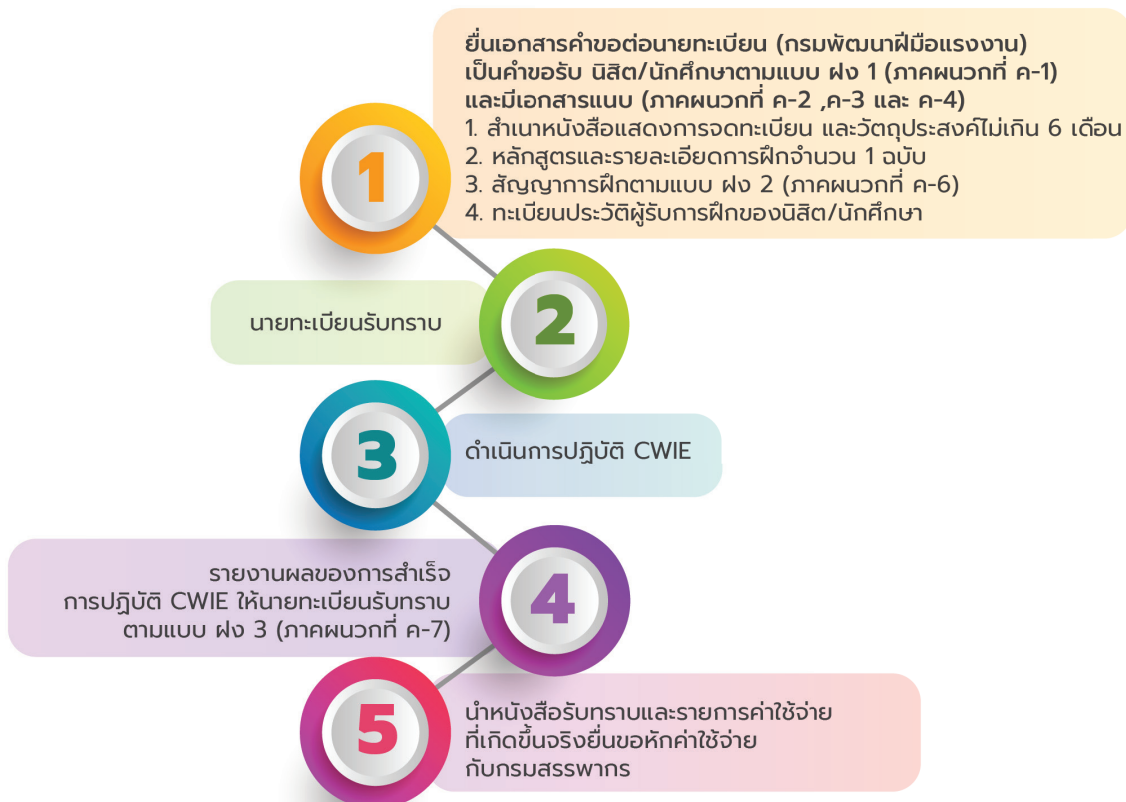 1
ยื่นเอกสารคำขอต่อนายทะเบียน (กรมพัฒนาฝีมือแรงงาน)
เป็นคำขอรับ นิสิต/นักศึกษาตามแบบ ฝง 1 (ภาคผนวกที่ ค-1)
และมีเอกสารแนบ (ภาคผนวกที่ ค-2 ,ค-3 และ ค-4)
1. สำเนาหนังสือแสดงการจดทะเบียน และวัตถุประสงค์ไม่เกิน 6 เดือน
2. หลักสูตรและรายละเอียดการฝึกจำนวน 1 ฉบับ
3. สัญญาการฝึกตามแบบ ฝง 2 (ภาคผนวกที่ ค-6)
4. ทะเบียนประวัติผู้รับการฝึกของนิสิต/นักศึกษา
2
นายทะเบียนรับทราบ
3
ดำเนินการปฏิบัติ CWIE
4
รายงานผลของการสำเร็จ
การปฏิบัติ CWIE ให้นายทะเบียนรับทราบ
ตามแบบ ฝง 3 (ภาคผนวกที่ ค-7)
5
นำหนังสือรับทราบและรายการค่าใช้จ่าย
ที่เกิดขึ้นจริงยื่นขอหักค่าใช้จ่าย
กับกรมสรรพากร